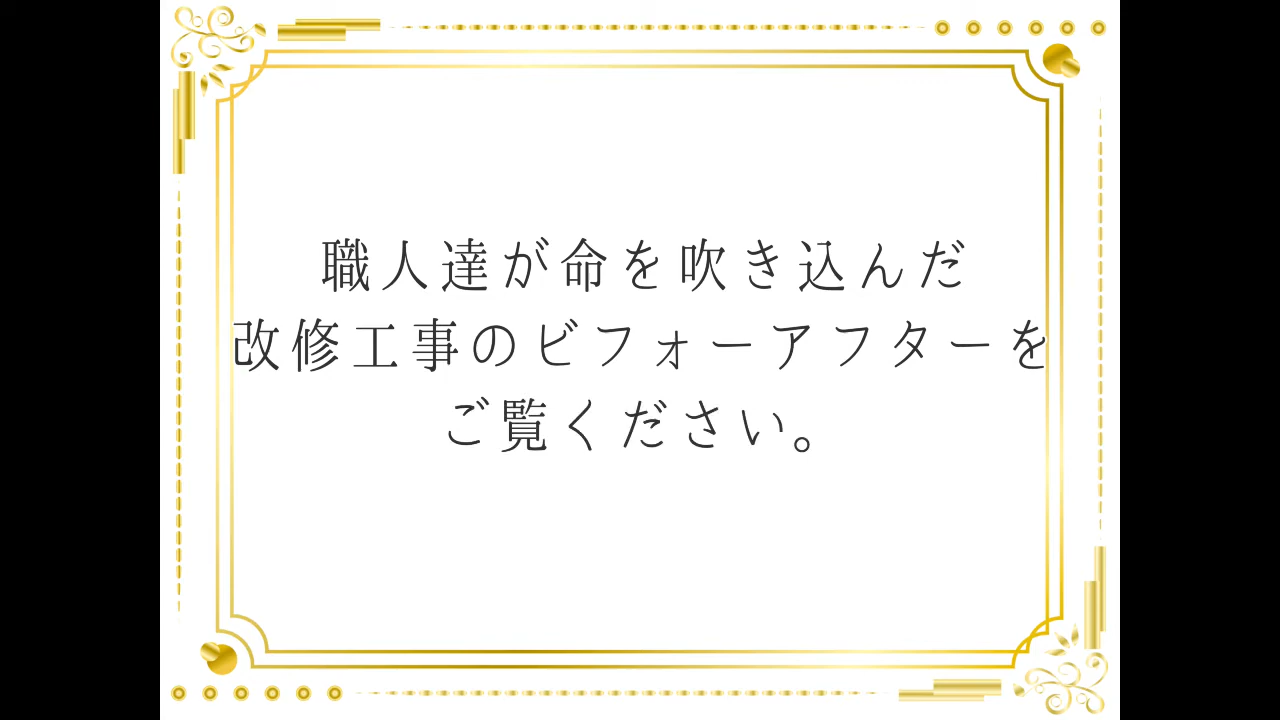 職人達が命を吹き込んだ
改修工事のビフォーアフターを
ご覧ください。